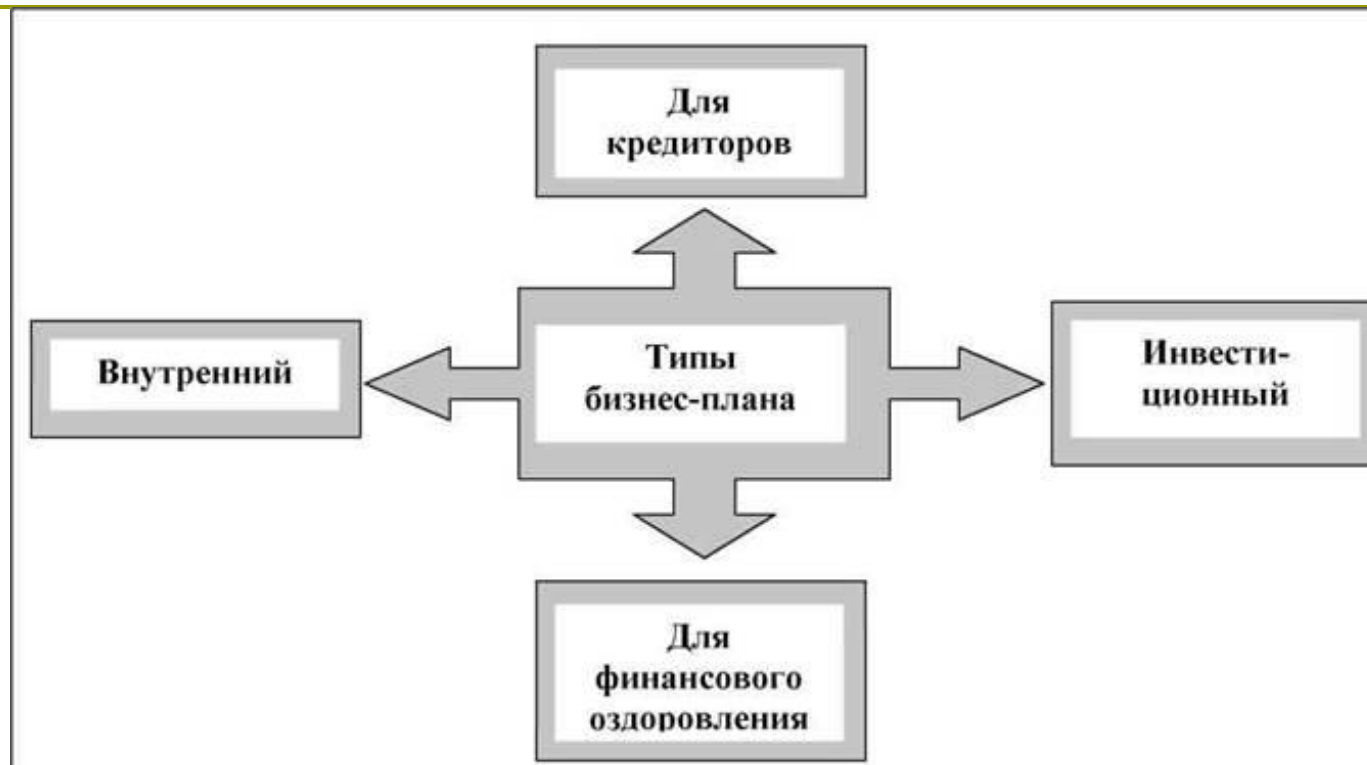 Для
кредиторов
Внутренний
Типы
бизнес-плана
Инвести-
ционный
Для
финансового
оздоровления